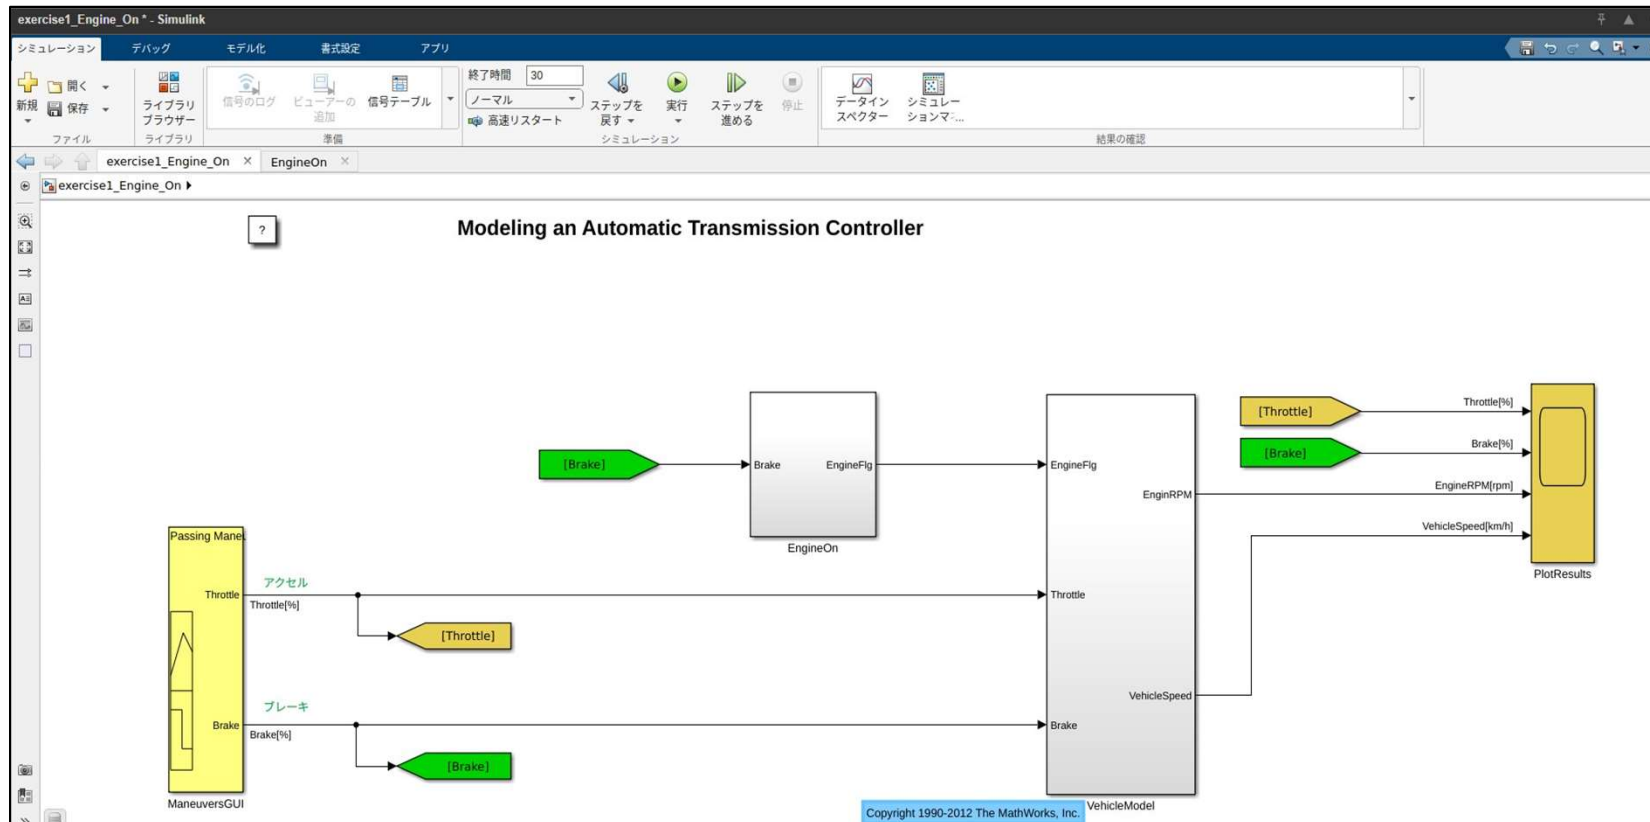 exercise1_Engine_On * - Simulink
シミュレーション デバッグ モデル化 書式設定 アプリ
新規
開く
保存
ファイル
ライブラリ
ブラウザー
ライブラリ
信号のログ
ビューアーの
追加
信号テーブル
準備
終了時間 30
ノーマル
高速リスタート
ステップを
戻す
実行
ステップを
進める
停止
シミュレーション
データイン
スペクター
シミュレー
ションマ...
結果の確認
exercise1_Engine_On × EngineOn ×
exercise1_Engine_On
?
Modeling an Automatic Transmission Controller
[Brake]
Brake EngineFlg
EngineOn
EngineFlg
EnginRPM
Throttle
VehicleSpeed
Brake
VehicleModel
[Throttle]
[Brake]
Throttle[%]
Brake[%]
EngineRPM[rpm]
VehicleSpeed[km/h]
PlotResults
Passing Maneu
Throttle
Brake
ManeuversGUI
アクセル
Throttle[%]
[Throttle]
ブレーキ
Brake[%]
[Brake]
Copyright 1990-2012 The MathWorks, Inc.